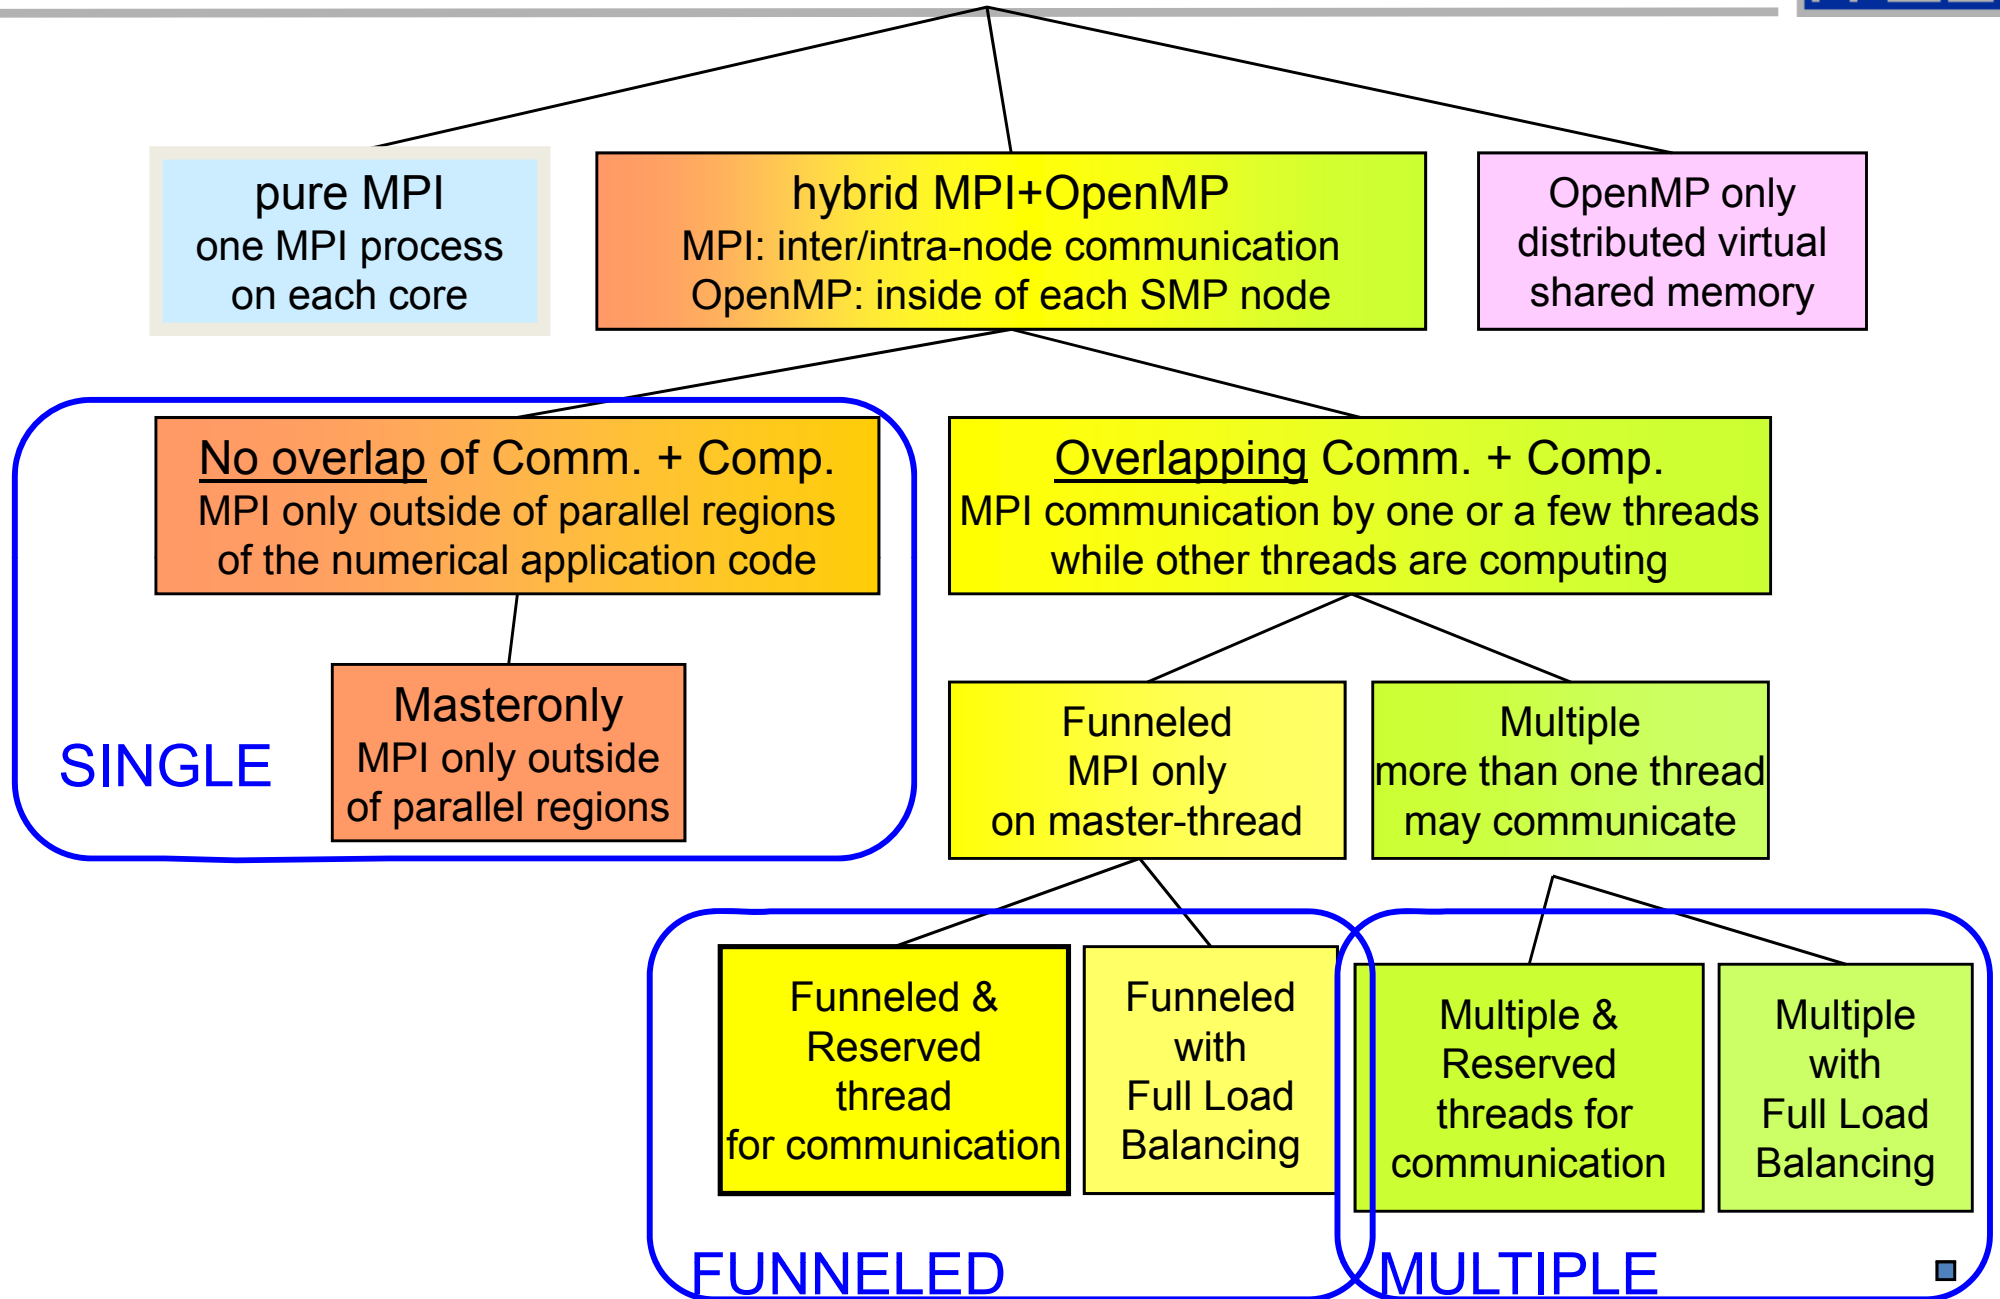 pure MPI
one MPI process
on each core
hybrid MPI+OpenMP
MPI: inter/intra-node communication
OpenMP: inside of each SMP node
OpenMP only
distributed virtual
shared memory
No overlap of Comm. + Comp.
MPI only outside of parallel regions
of the numerical application code
Overlapping Comm. + Comp.
MPI communication by one or a few threads
while other threads are computing
Masteronly
MPI only outside
of parallel regions
SINGLE
Funneled
MPI only
on master-thread
Multiple
more than one thread
may communicate
Funneled &
Reserved
thread
for communication
Funneled
with
Full Load
Balancing
Multiple &
Reserved
threads for
communication
Multiple
with
Full Load
Balancing
FUNNELED
MULTIPLE